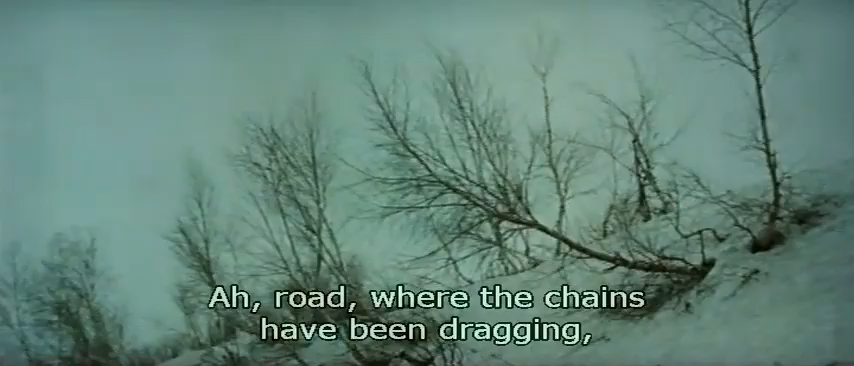 Ah, road, where the chains
have been dragging,